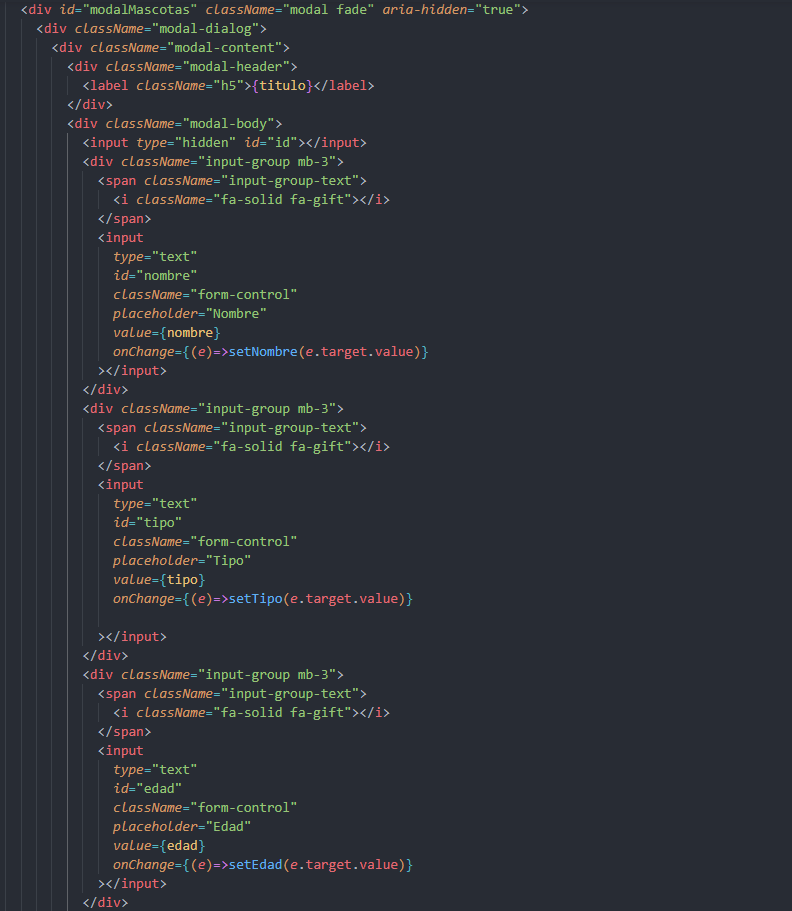 <div id="modalMascotas" className="modal fade" aria-hidden="true">
<div className="modal-dialog">
<div className="modal-content">
<div className="modal-header">
<label className="h5">{titulo}</label>
</div>
<div className="modal-body">
<input type="hidden" id="id"></input>
<div className="input-group mb-3">
<span className="input-group-text">
<i className="fa-solid fa-gift"></i>
</span>
<input
type="text"
id="nombre"
className="form-control"
placeholder="Nombre"
value={nombre}
onChange={(e)=>setNombre(e.target.value)}
></input>
</div>
<div className="input-group mb-3">
<span className="input-group-text">
<i className="fa-solid fa-gift"></i>
</span>
<input
type="text"
id="tipo"
className="form-control"
placeholder="Tipo"
value={tipo}
onChange={(e)=>setTipo(e.target.value)}
></input>
</div>
<div className="input-group mb-3">
<span className="input-group-text">
<i className="fa-solid fa-gift"></i>
</span>
<input
type="text"
id="edad"
className="form-control"
placeholder="Edad"
value={edad}
onChange={(e)=>setEdad(e.target.value)}
></input>
</div>